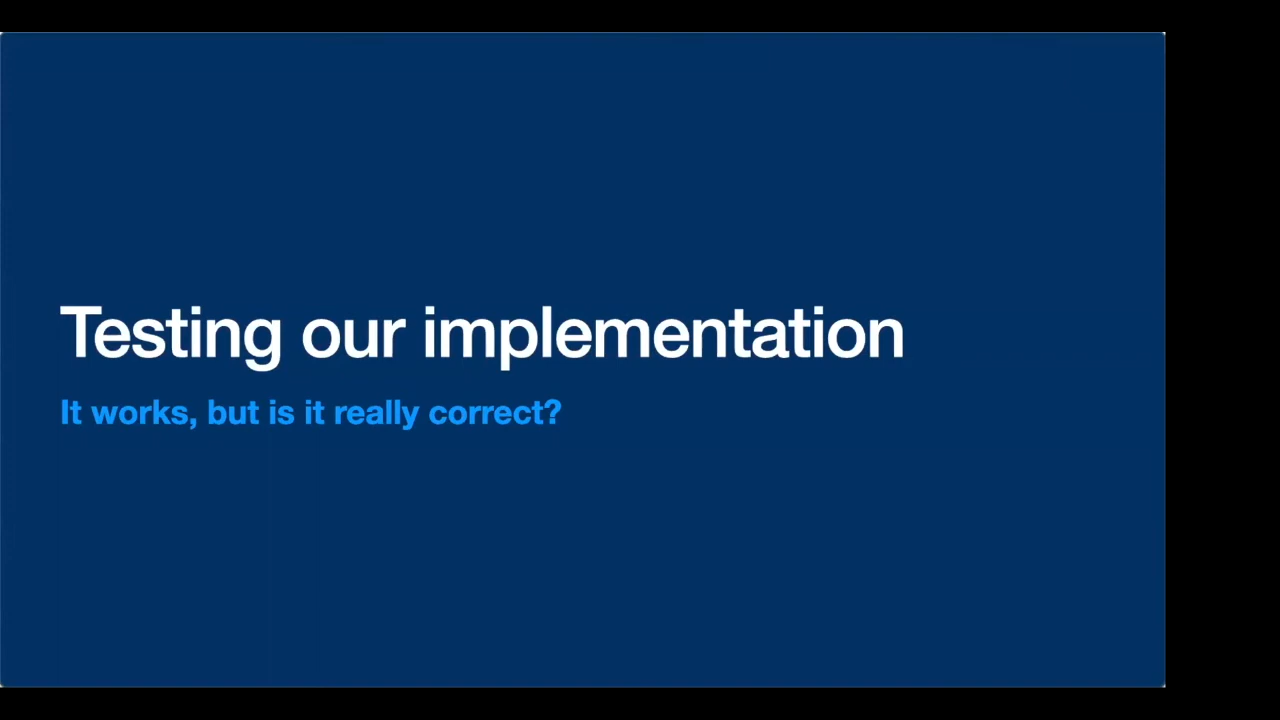 Testing our implementation
It works, but is it really correct?